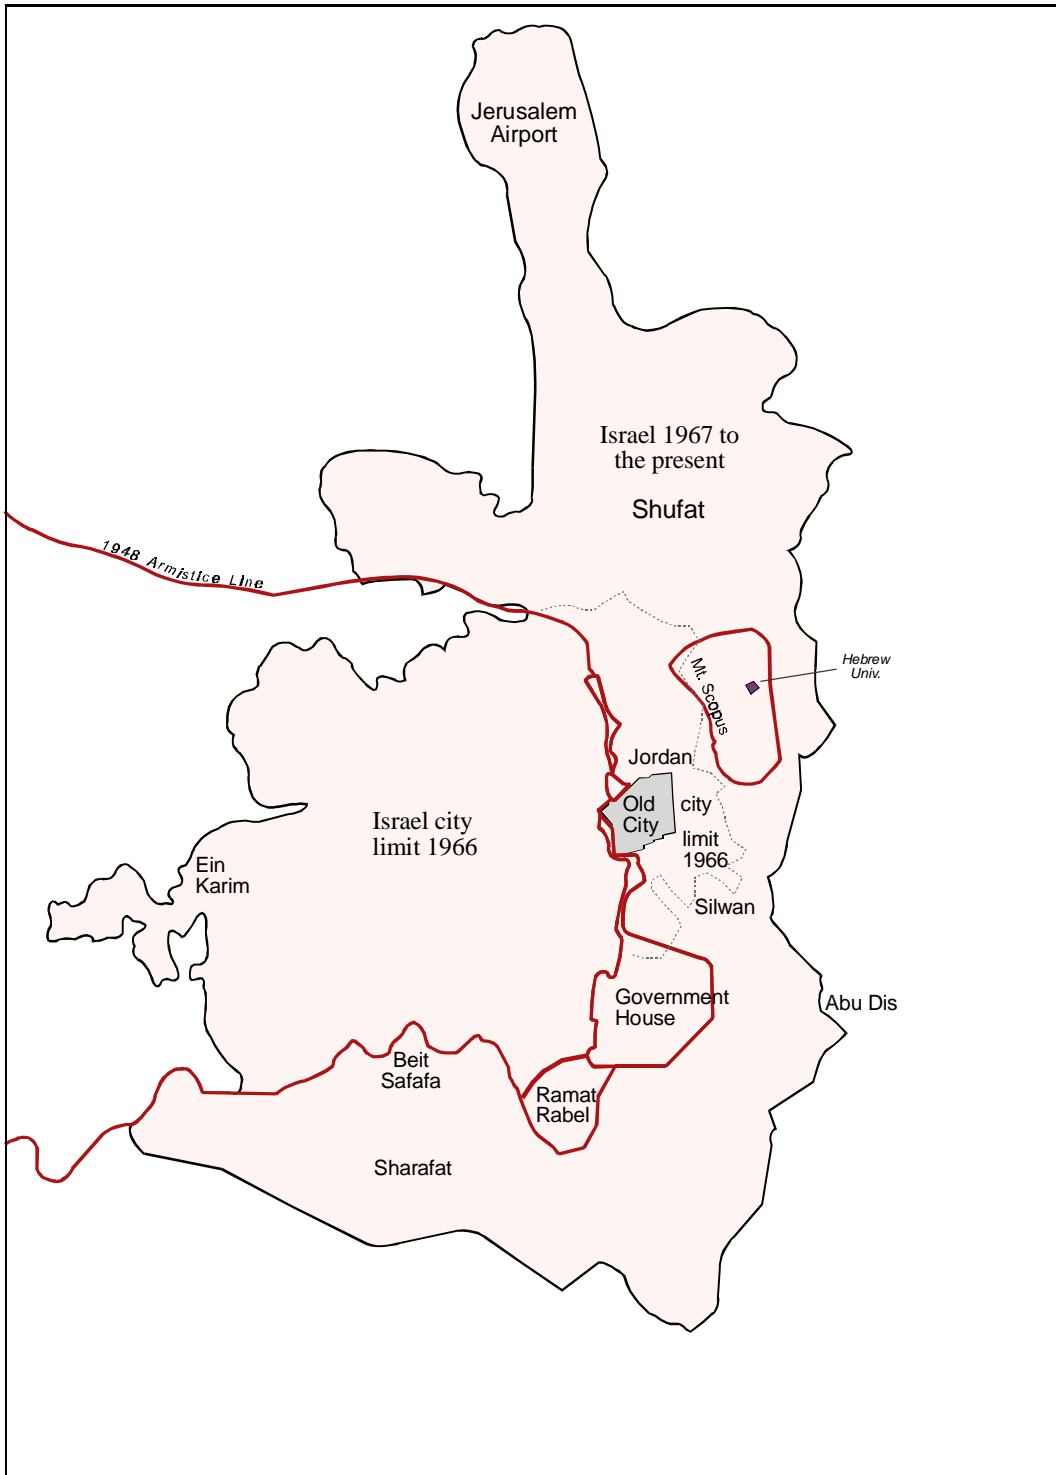 Jerusalem
Airport
Israel 1967 to
the present
Shufat
1948 Armistice Line
Mt. Scopus
Hebrew
Univ.
Jordan
Old
City
city
limit
1966
Israel city
limit 1966
Ein
Karim
Silwan
Government
House
Abu Dis
Beit
Safafa
Ramat
Rabel
Sharafat